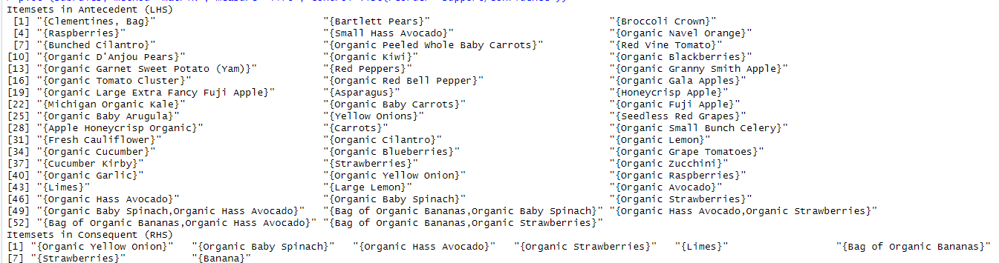 Itemsets in Antecedent (LHS)
[1] "{Clementines, Bag}" "{Bartlett Pears}" "{Broccoli Crown}"
[4] "{Raspberries}" "{Small Hass Avocado}" "{Organic Navel Orange}"
[7] "{Bunched Cilantro}" "{Organic Peeled Whole Baby Carrots}" "{Red Vine Tomato}"
[10] "{Organic D'Anjou Pears}" "{Organic Kiwi}" "{Organic Blackberries}"
[13] "{Organic Garnet Sweet Potato (Yam)}" "{Red Peppers}" "{Organic Granny Smith Apple}"
[16] "{Organic Tomato Cluster}" "{Organic Red Bell Pepper}" "{Organic Gala Apples}"
[19] "{Organic Large Extra Fancy Fuji Apple}" "{Asparagus}" "{Honeycrisp Apple}"
[22] "{Michigan Organic Kale}" "{Organic Baby Carrots}" "{Organic Fuji Apple}"
[25] "{Organic Baby Arugula}" "{Yellow Onions}" "{Seedless Red Grapes}"
[28] "{Apple Honeycrisp Organic}" "{Carrots}" "{Organic Small Bunch Celery}"
[31] "{Fresh Cauliflower}" "{Organic Cilantro}" "{Organic Lemon}"
[34] "{Organic Cucumber}" "{Organic Blueberries}" "{Organic Grape Tomatoes}"
[37] "{Cucumber Kirby}" "{Strawberries}" "{Organic Zucchini}"
[40] "{Organic Garlic}" "{Organic Yellow Onion}" "{Organic Raspberries}"
[43] "{Limes}" "{Large Lemon}" "{Organic Avocado}"
[46] "{Organic Hass Avocado}" "{Organic Baby Spinach}" "{Organic Strawberries}"
[49] "{Organic Baby Spinach,Organic Hass Avocado}" "{Bag of Organic Bananas,Organic Baby Spinach}" "{Organic Hass Avocado,Organic Strawberries}"
[52] "{Bag of Organic Bananas,Organic Hass Avocado}" "{Bag of Organic Bananas,Organic Strawberries}"
Itemsets in Consequent (RHS)
[1] "{Organic Yellow Onion}" "{Organic Baby Spinach}" "{Organic Hass Avocado}" "{Organic Strawberries}" "{Limes}" "{Bag of Organic Bananas}"
[7] "{Strawberries}" "{Banana}"